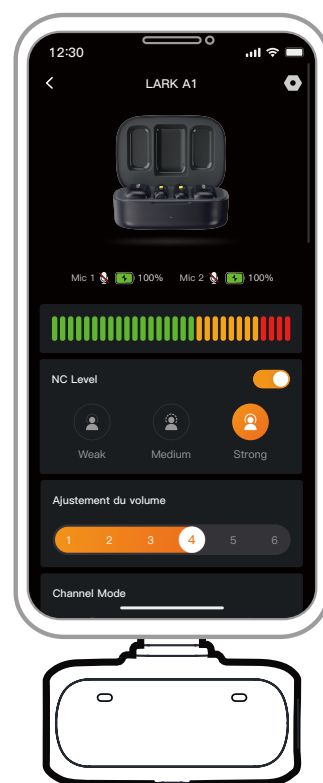 12:30
LARK A1
Mic 1 100% Mic 2 100%
NC Level
Weak Medium Strong
Ajustement du volume
1 2 3 4 5 6
Channel Mode